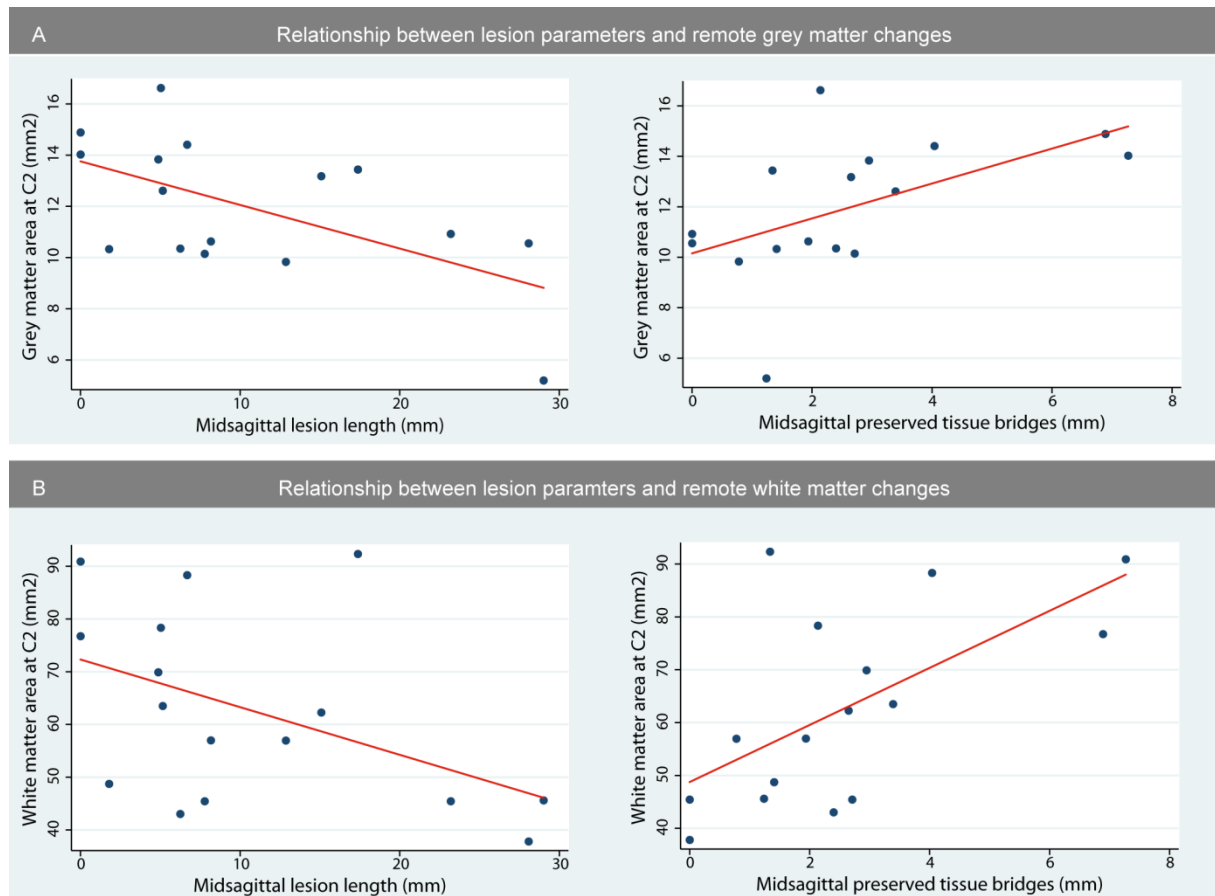 A Relationship between lesion parameters and remote grey matter changes
Grey matter area at C2 (mm2)
16
14
12
10
8
6
0 10 20 30
Midsagittal lesion length (mm)
Grey matter area at C2 (mm2)
16
14
12
10
8
6
0 2 4 6 8
Midsagittal preserved tissue bridges (mm)
B Relationship between lesion paramters and remote white matter changes
White matter area at C2 (mm2)
90
80
70
60
50
40
0 10 20 30
Midsagittal lesion length (mm)
White matter area at C2 (mm2)
90
80
70
60
50
40
0 2 4 6 8
Midsagittal preserved tissue bridges (mm)